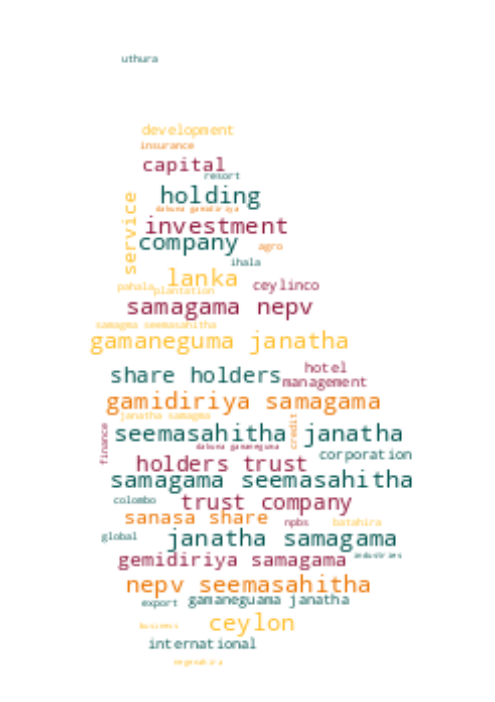 uthura
development
insurance
capital
resort
holding
dakuna gamidiriya
service
investment
company
agro
ihala
lanka
pahala
plantation
ceylinco
samagama nepv
samagma seemasahitha
gamaneguma janatha
share holders
hotel
management
gamidiriya samagama
janatha samagma
finance
credit
seemasahitha janatha
dakuna gamaneguma
holders trust
corporation
samagama seemasahitha
colombo
trust company
sanasa share
npbs
batahira
global
janatha samagama
gemidiriya samagama
industries
nepv seemasahitha
export
gamaneguama janatha
business
ceylon
international
negenahira